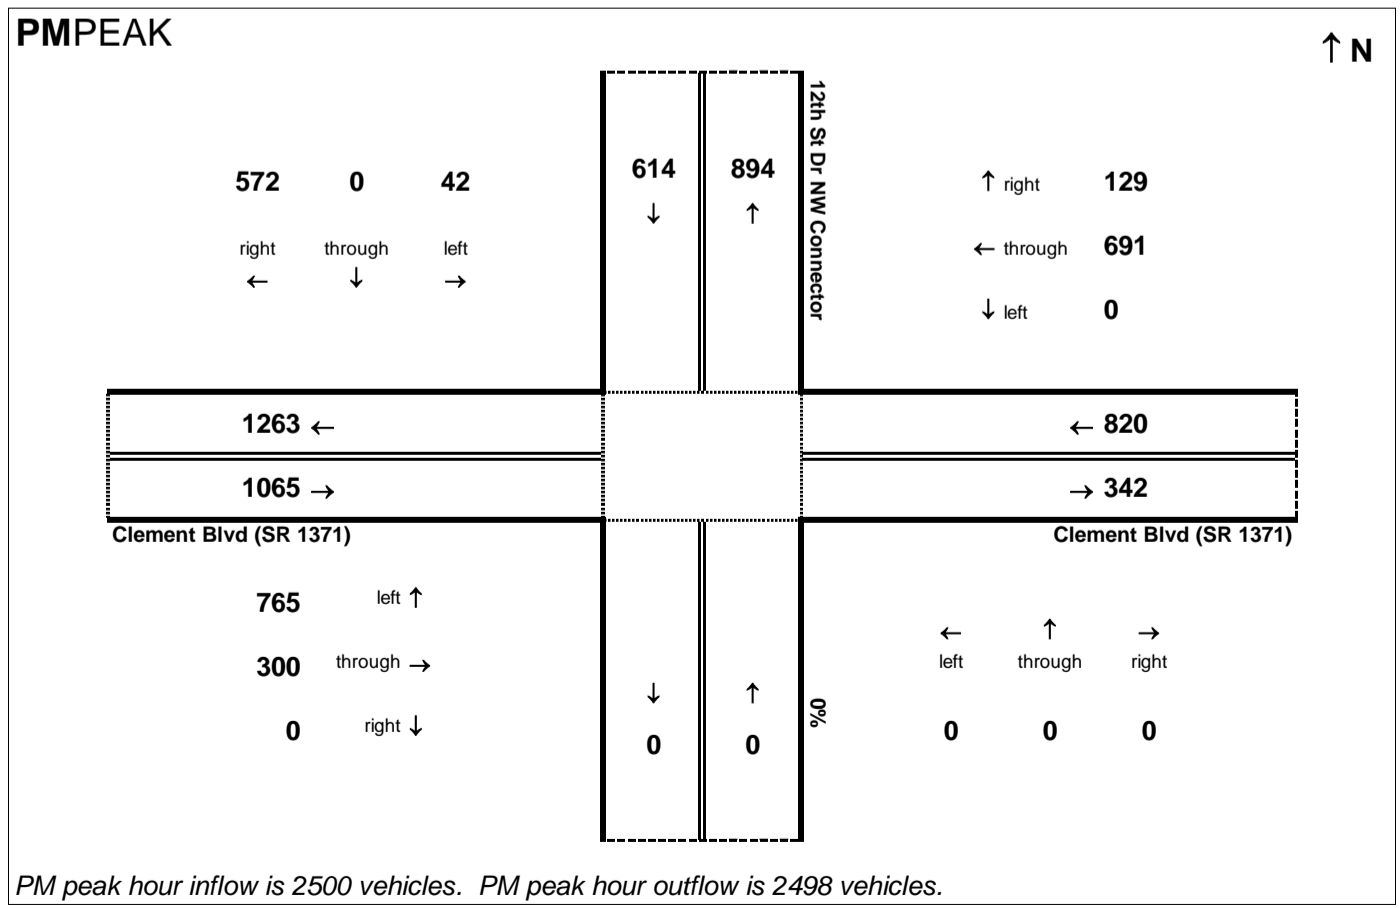 PMPEAK
↑ N
12th St Dr NW Connector
614 894
↓ ↑
572 0 42
right through left
← ↓ →
↑ right 129
← through 691
↓ left 0
1263 ←
1065 →
← 820
→ 342
Clement Blvd (SR 1371)
Clement Blvd (SR 1371)
765 left ↑
300 through →
0 right ↓
↓ ↑
0 0
0%
← ↑ →
left through right
0 0 0
PM peak hour inflow is 2500 vehicles. PM peak hour outflow is 2498 vehicles.